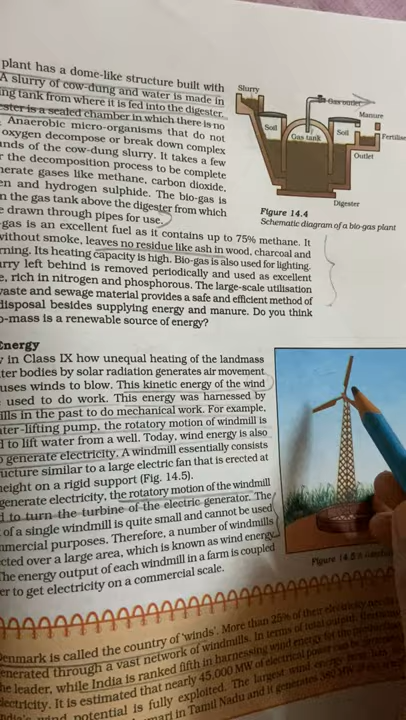 plant has a dome-like structure built with
A slurry of cow-dung and water is made in
ng tank from where it is fed into the digester.
ester is a sealed chamber in which there is no
Anaerobic micro-organisms that do not
oxygen decompose or break down complex
unds of the cow-dung slurry. It takes a few
r the decomposition process to be complete
nerate gases like methane, carbon dioxide,
en and hydrogen sulphide. The bio-gas is
n the gas tank above the digester from which
e drawn through pipes for use.
-gas is an excellent fuel as it contains up to 75% methane. It
without smoke, leaves no residue like ash in wood, charcoal and
rning. Its heating capacity is high. Bio-gas is also used for lighting.
rry left behind is removed periodically and used as excellent
e, rich in nitrogen and phosphorous. The large-scale utilisation
waste and sewage material provides a safe and efficient method of
disposal besides supplying energy and manure. Do you think
o-mass is a renewable source of energy?
Slurry
Gas outlet
Manure
Soil
Gas tank
Soil
Fertilise
Outlet
Digester
Figure 14.4
Schematic diagram of a bio-gas plant
Energy
in Class IX how unequal heating of the landmass
ter bodies by solar radiation generates air movement
uses winds to blow. This kinetic energy of the wind
used to do work. This energy was harnessed by
ills in the past to do mechanical work. For example,
ter-lifting pump, the rotatory motion of windmill is
d to lift water from a well. Today, wind energy is also
o generate electricity. A windmill essentially consists
ucture similar to a large electric fan that is erected at
height on a rigid support (Fig. 14.5).
generate electricity, the rotatory motion of the windmill
d to turn the turbine of the electric generator. The
of a single windmill is quite small and cannot be used
mmercial purposes. Therefore, a number of windmills
cted over a large area, which is known as wind energy
The energy output of each windmill in a farm is coupled
er to get electricity on a commercial scale.
Figure 14.5
Denmark is called the country of 'winds'. More than 25% of their electricity
enerated through a vast network of windmills. In terms of total output,
he leader, while India is ranked fifth in harnessing wind energy for the
lectricity. It is estimated that nearly 45,000 MW of electrical power can be
potential is fully exploited. The largest wind energy
in Tamil Nadu and it generates 380 MW